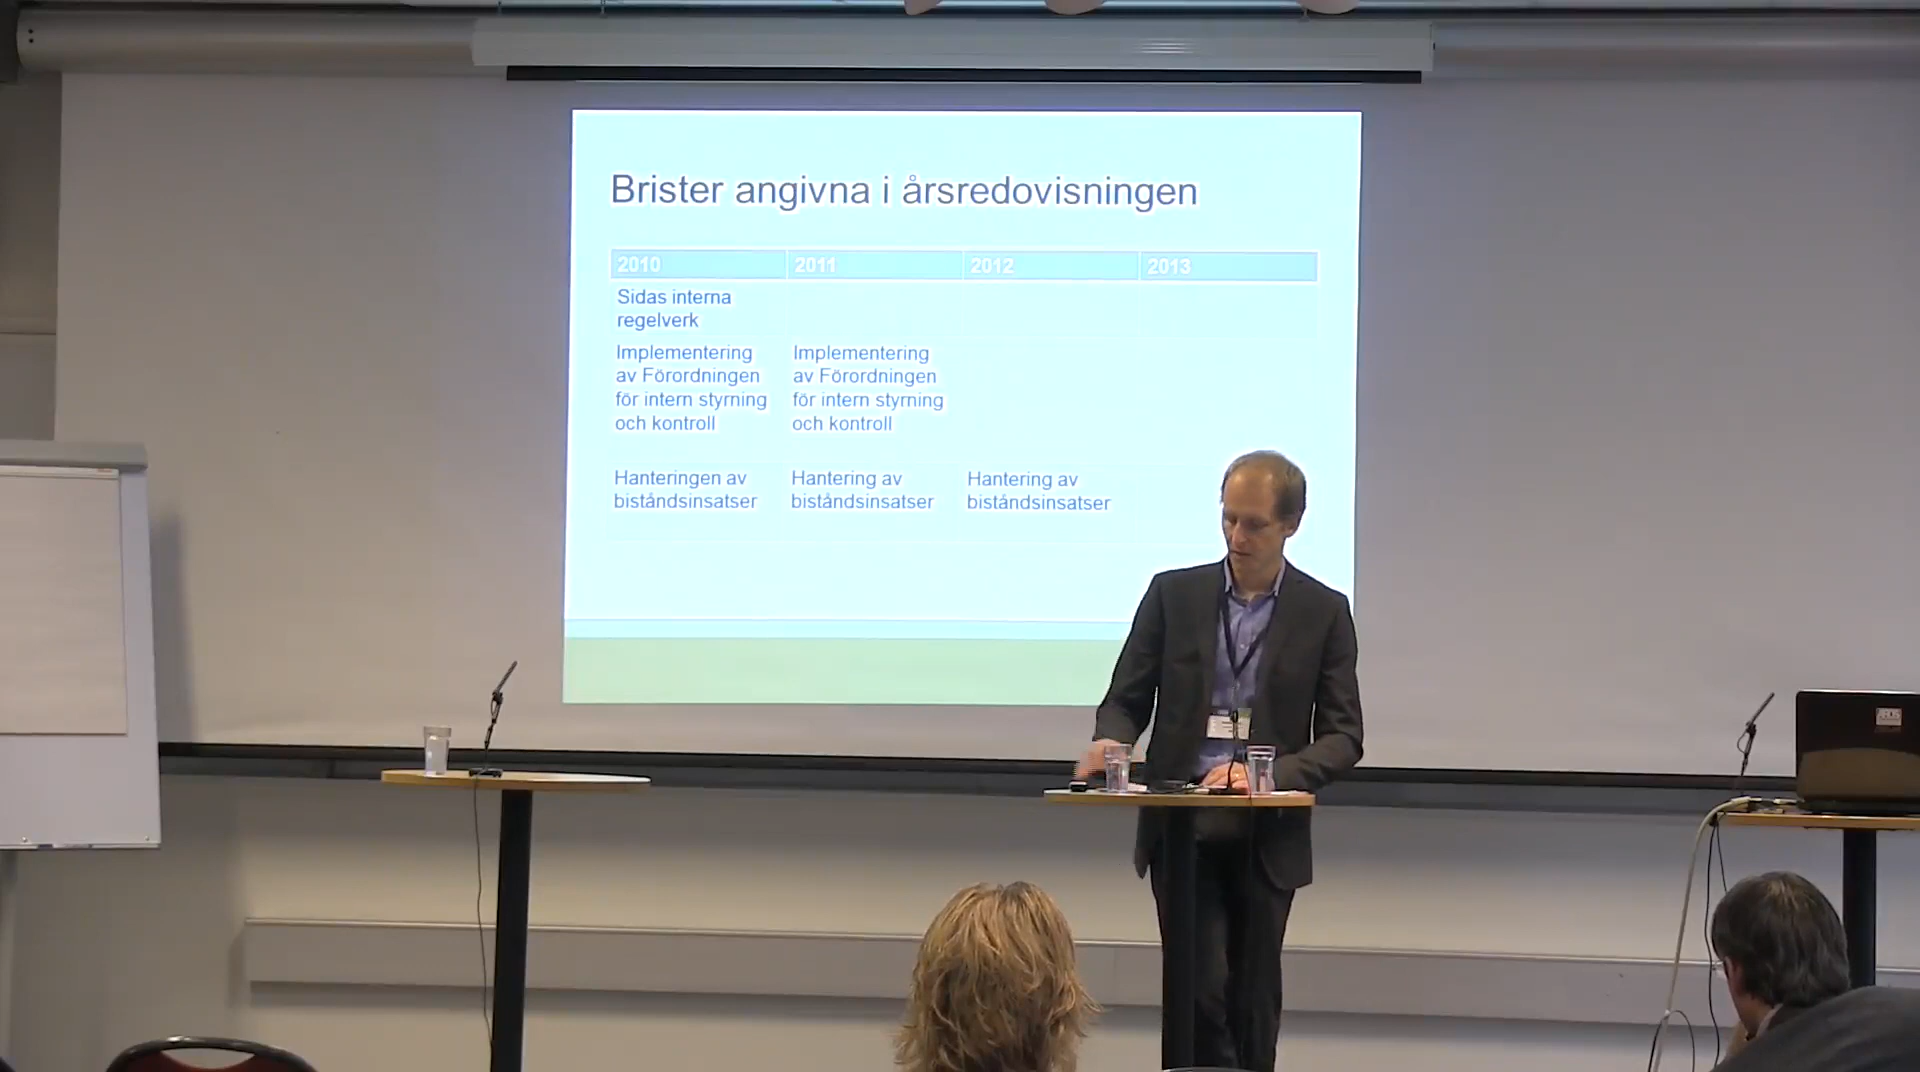 Brister angivna i årsredovisningen
2010 2011 2012 2013
Sidas interna
regelverk
Implementering
av Förordningen
för intern styrning
och kontroll
Implementering
av Förordningen
för intern styrning
och kontroll
Hanteringen av
biståndsinsatser
Hantering av
biståndsinsatser
Hantering av
biståndsinsatser